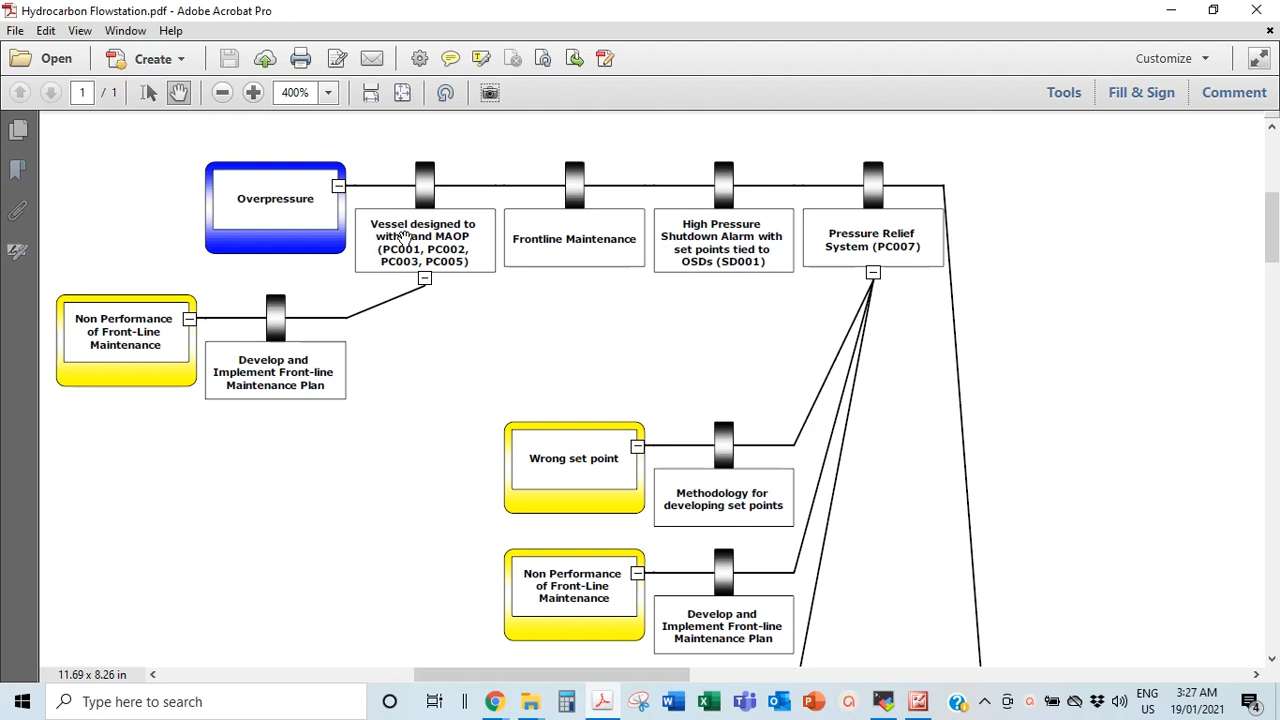 Hydrocarbon Flowstation.pdf - Adobe Acrobat Pro
File Edit View Window Help
Open Create Customize
1 / 1 400% Tools Fill & Sign Comment
Overpressure
Vessel designed to
withstand MAOP
(PC001, PC002,
PC003, PC005)
Frontline Maintenance
High Pressure
Shutdown Alarm with
set points tied to
OSDs (SD001)
Pressure Relief
System (PC007)
Non Performance
of Front-Line
Maintenance
Develop and
Implement Front-line
Maintenance Plan
Wrong set point
Methodology for
developing set points
Non Performance
of Front-Line
Maintenance
Develop and
Implement Front-line
Maintenance Plan
11.69 x 8.26 in
Type here to search
ENG
US
3:27 AM
19/01/2021
4